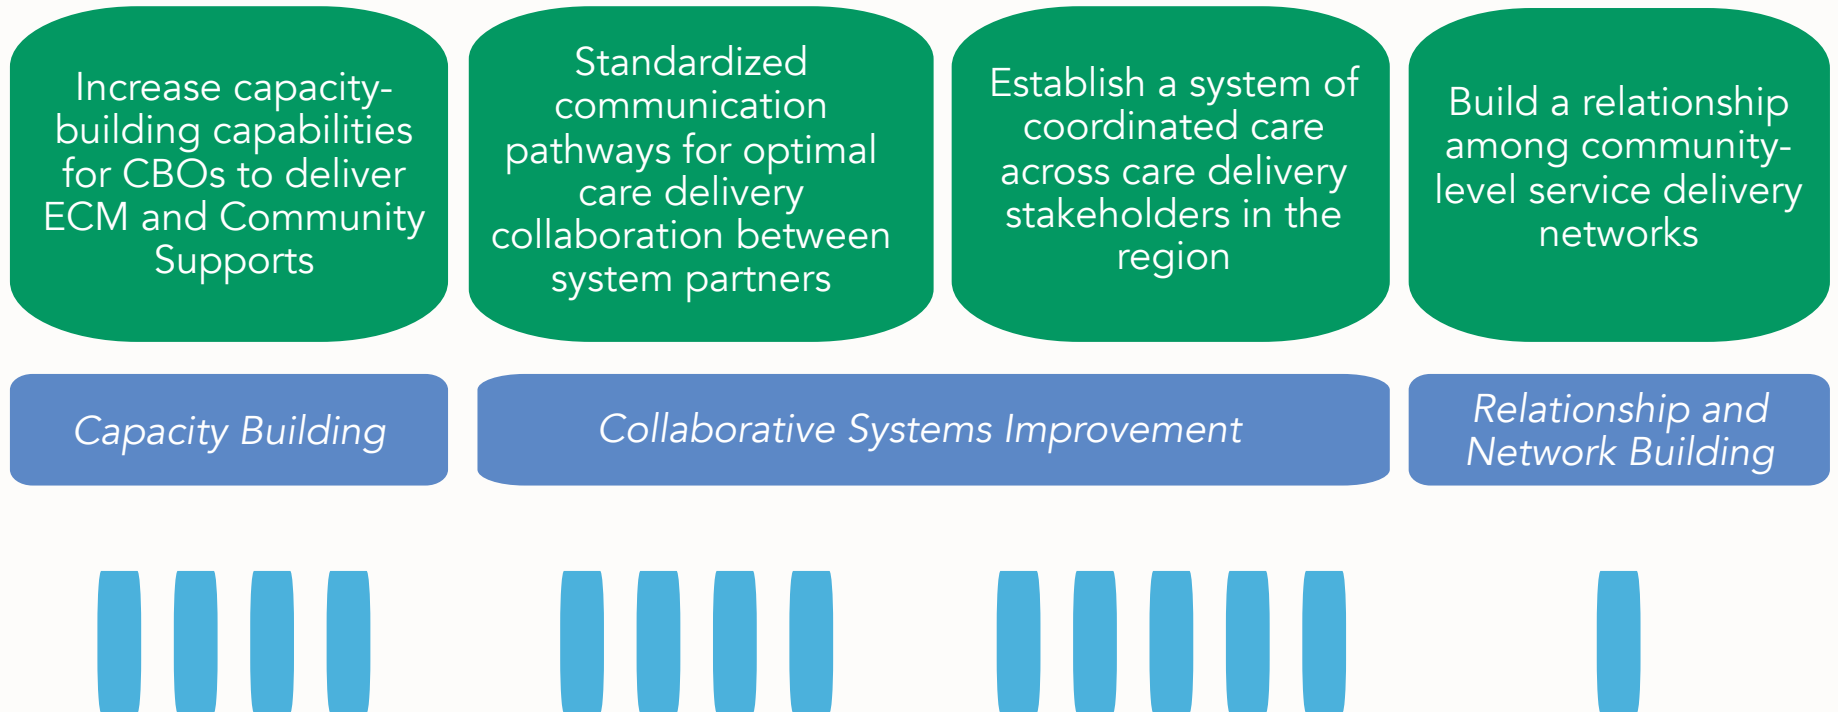 Increase capacity-
building capabilities
for CBOs to deliver
ECM and Community
Supports
Standardized
communication
pathways for optimal
care delivery
collaboration between
system partners
Establish a system of
coordinated care
across care delivery
stakeholders in the
region
Build a relationship
among community-
level service delivery
networks
Capacity Building
Collaborative Systems Improvement
Relationship and
Network Building